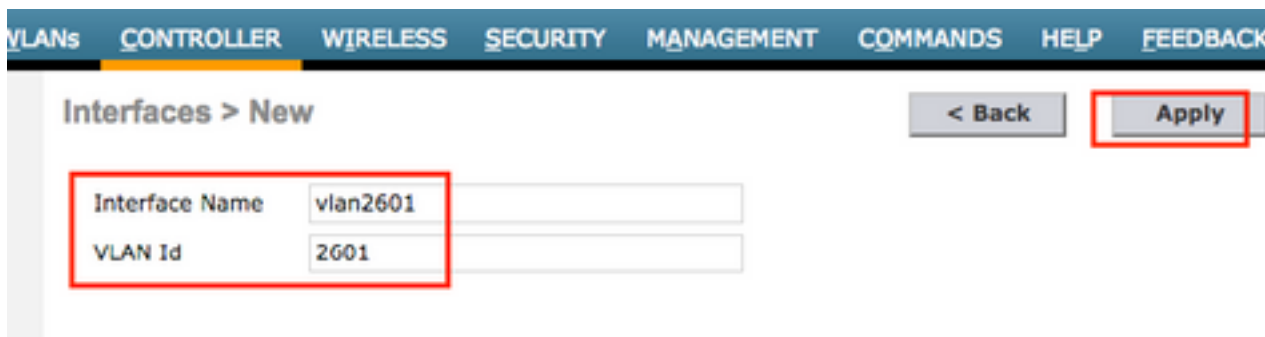 WLANs CONTROLLER WIRELESS SECURITY MANAGEMENT COMMANDS HELP FEEDBACK
Interfaces > New
< Back
Apply
Interface Name vlan2601
VLAN Id 2601